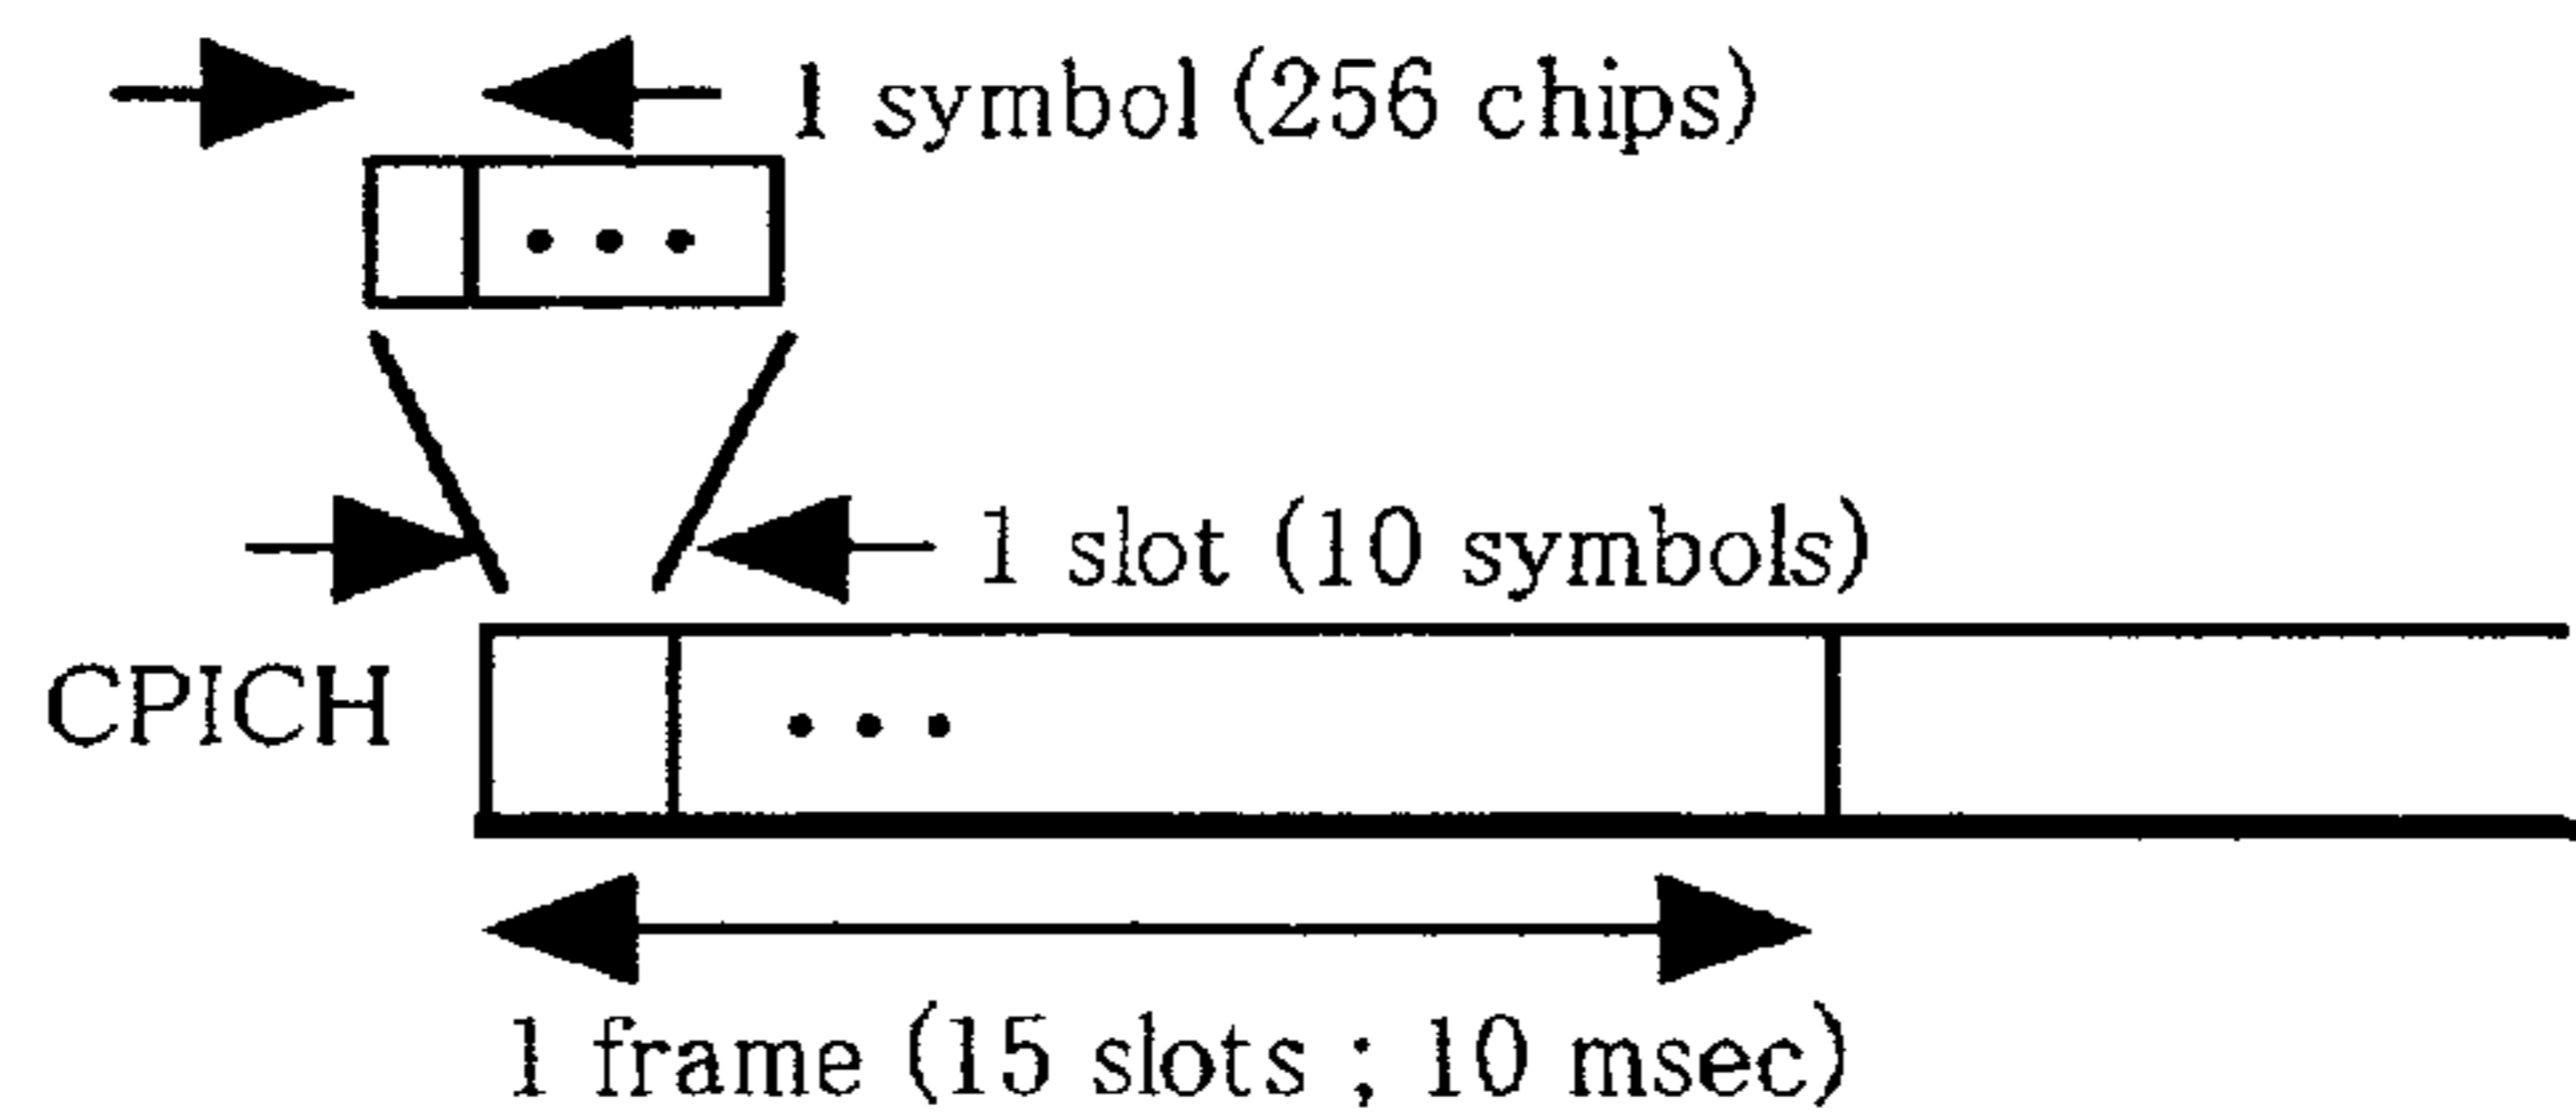 1 symbol (256 chips)
1 slot (10 symbols)
CPICH
1 frame (15 slots ; 10 msec)